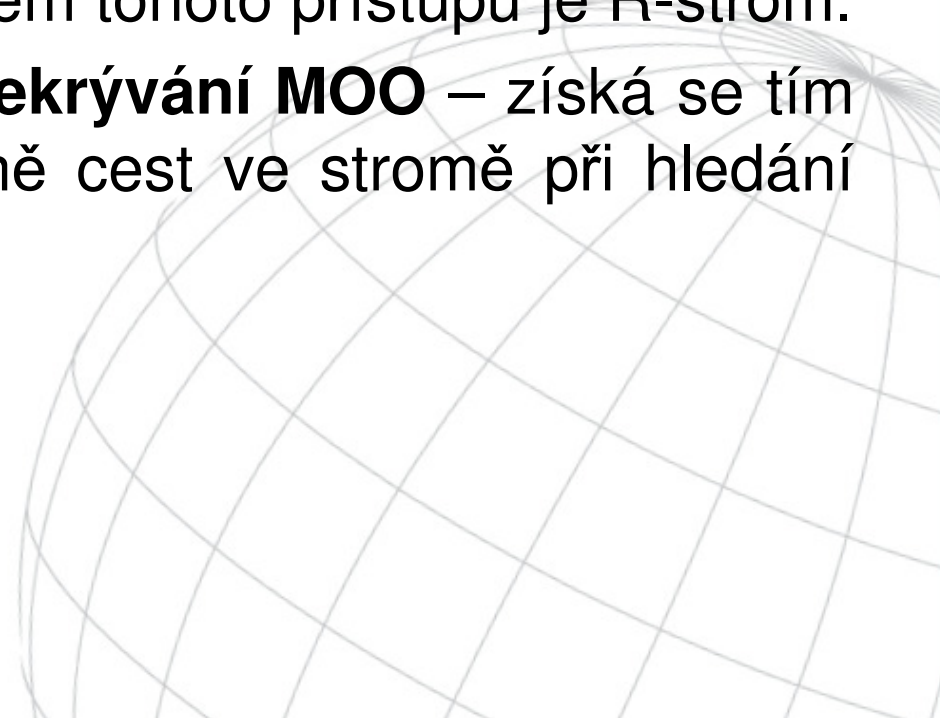 em tohoto přístupu je R-strom.
ekrývání MOO – získá se tím
ně cest ve stromě při hledání